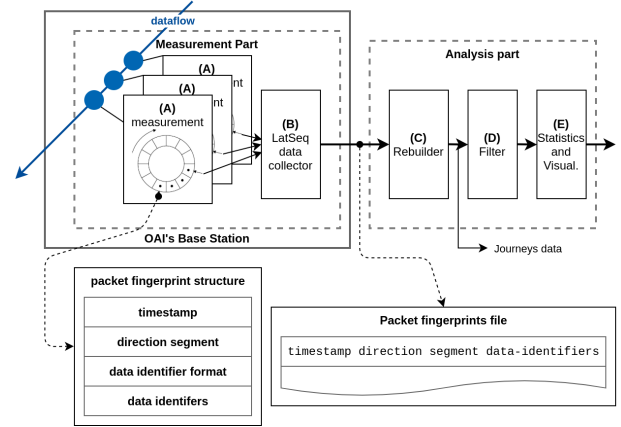 dataflow
Measurement Part
(A)
nt
(A)
nt
(A)
measurement
(B)
LatSeq
data
collector
OAI's Base Station
Analysis part
(C)
Rebuilder
(D)
Filter
(E)
Statistics
and
Visual.
Journeys data
packet fingerprint structure
timestamp
direction segment
data identifier format
data identifers
Packet fingerprints file
timestamp direction segment data-identifiers